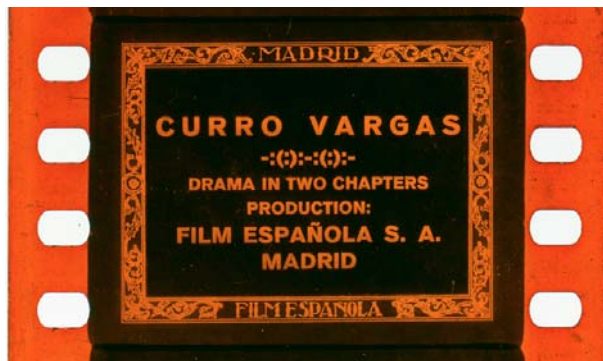 MADRID
CURRO VARGAS
-:(•):-:(•):-
DRAMA IN TWO CHAPTERS
PRODUCTION:
FILM ESPAÑOLA S. A.
MADRID
FILM ESPAÑOLA